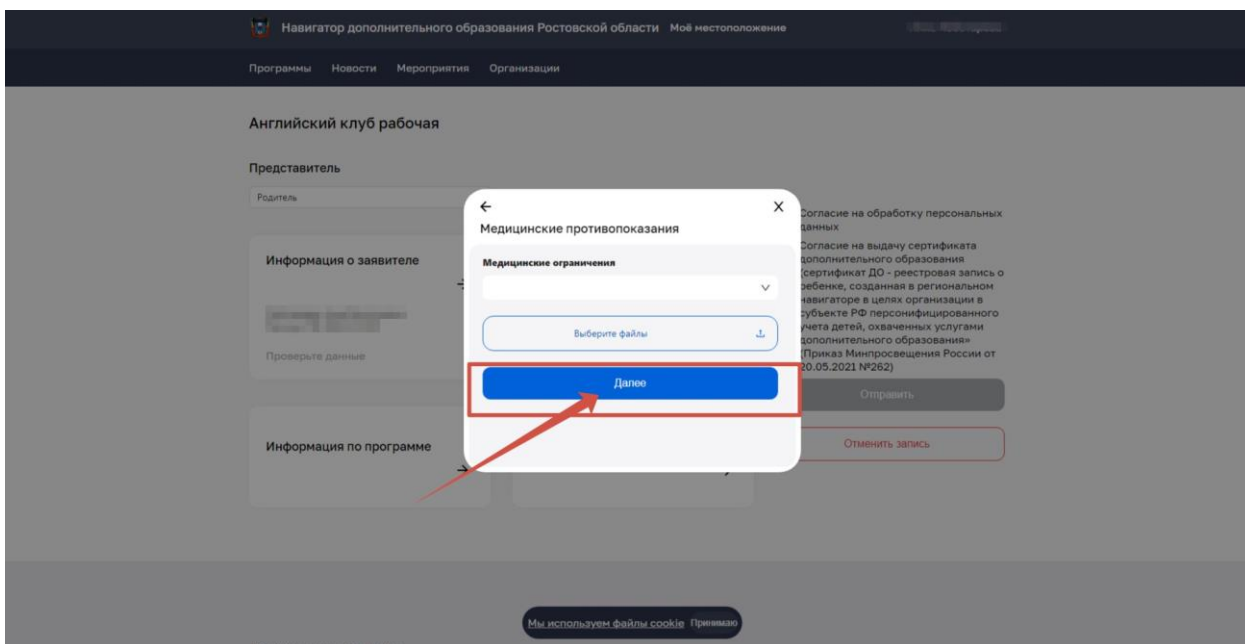 Навигатор дополнительного образования Ростовской области Моё местоположение
Программы Новости Мероприятия Организации
Английский клуб рабочая
Представитель
Родитель
Информация о заявителе
Проверьте данные
Информация по программе
Медицинские противопоказания
Медицинские ограничения
Выберите файлы
Далее
Согласие на обработку персональных
данных
Согласие на выдачу сертификата
дополнительного образования
(сертификат ДО - реестровая запись о
ребенке, созданная в региональном
навигаторе в целях организации в
субъекте РФ персонифицированного
учета детей, охваченных услугами
дополнительного образования»
(Приказ Минпросвещения России от
20.05.2021 №262)
Отправить
Отменить запись
Мы используем файлы cookie Принимаю